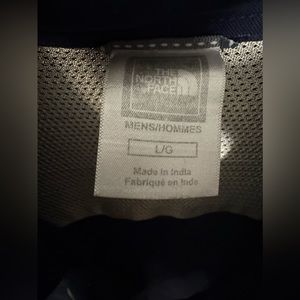 THE
NORTH
FACE
MENS/HOMMES
L/G
Made in India
Fabriqué en Inde